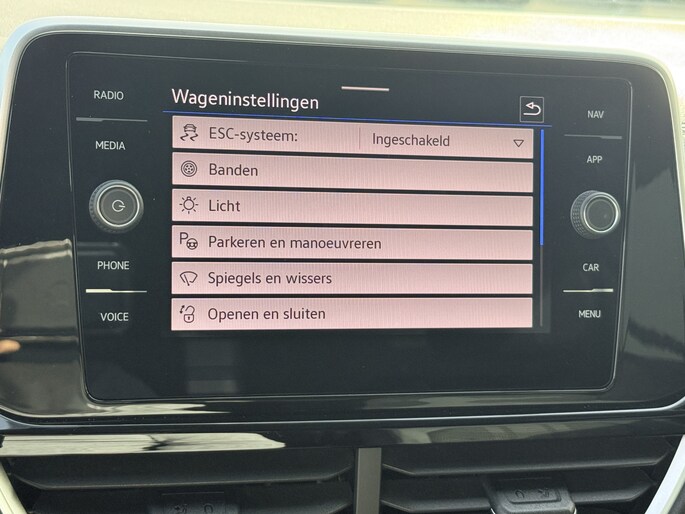 RADIO
MEDIA
PHONE
VOICE
Wageninstellingen
ESC-systeem: Ingeschakeld
Banden
Licht
Parkeren en manoeuvreren
Spiegels en wissers
Openen en sluiten
NAV
APP
CAR
MENU